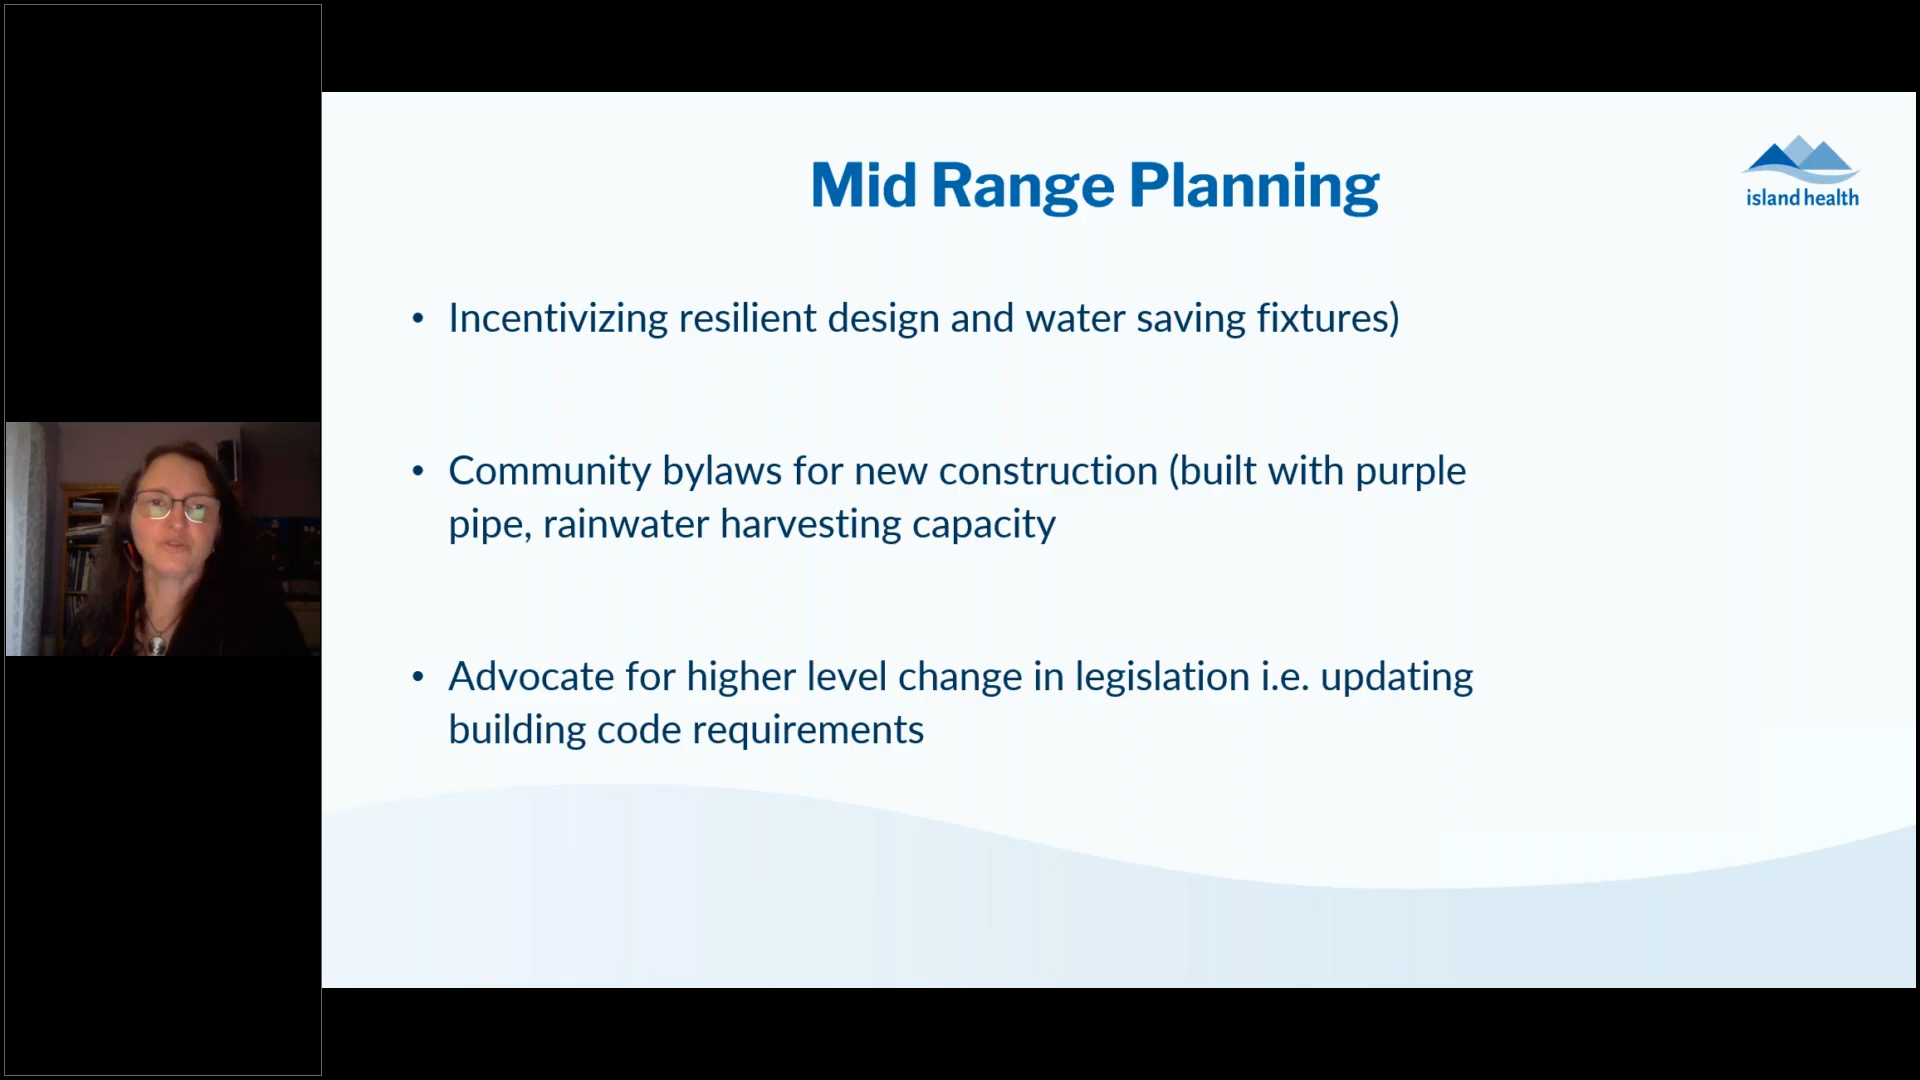 Mid Range Planning
island health
• Incentivizing resilient design and water saving fixtures)
• Community bylaws for new construction (built with purple
pipe, rainwater harvesting capacity
• Advocate for higher level change in legislation i.e. updating
building code requirements